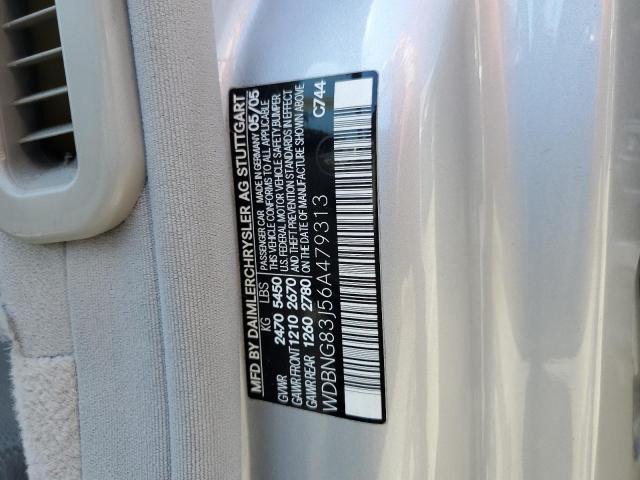 MFD BY DAIMLERCHRYSLER AG STUTTGART
KG LBS PASSENGER CAR MADE IN GERMANY 05/05
GVWR 2470 5450 THIS VEHICLE CONFORMS TO ALL APPLICABLE
GAWR FRONT 1210 2670 U.S. FEDERAL MOTOR VEHICLE SAFETY, BUMPER
GAWR REAR 1260 2780 AND THEFT PREVENTION STANDARDS IN EFFECT
ON THE DATE OF MANUFACTURE SHOWN ABOVE
WDBNG83J56A479313 C744